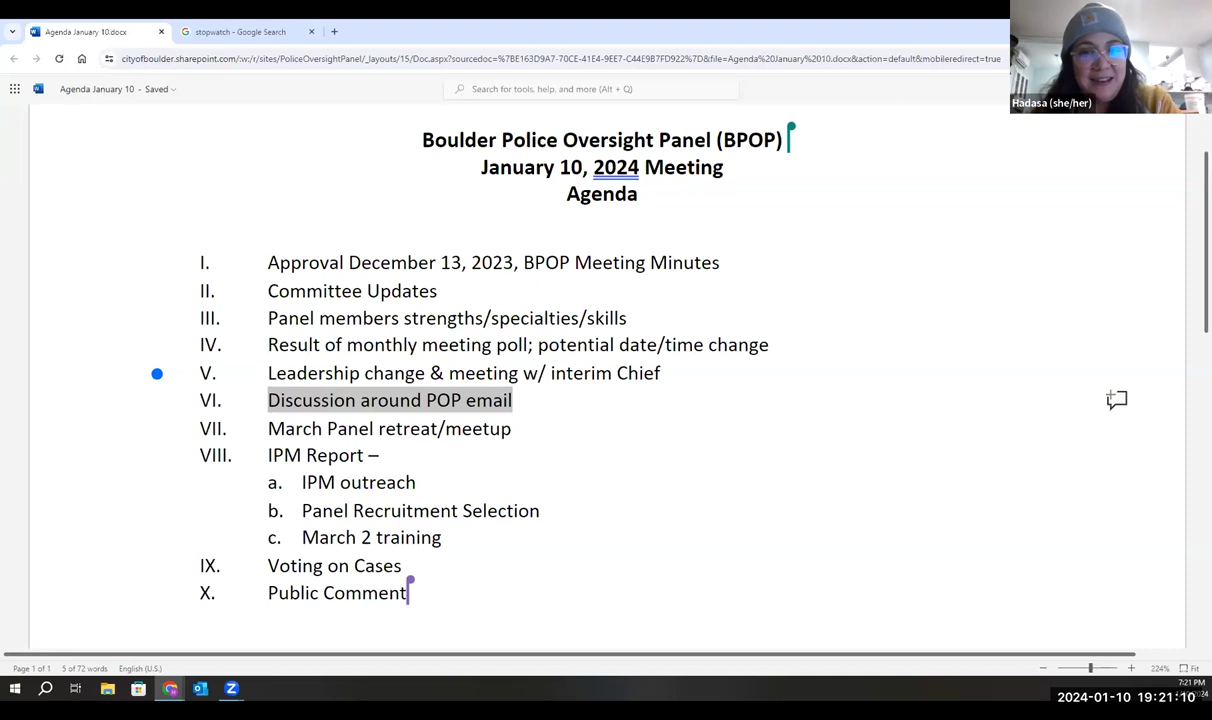 Agenda January 10.docx
stopwatch - Google Search
cityofboulder.sharepoint.com/:w:/r/sites/PoliceOversightPanel/_layouts/15/Doc.aspx?sourcedoc=%7BE163D9A7-70CE-41E4-9EE7-C44E9B7FD922%7D&file=Agenda%20January%2010.docx&action=default&mobileredirect=true
Agenda January 10 - Saved
Search for tools, help, and more (Alt + Q)
Hadasa (she/her)
Boulder Police Oversight Panel (BPOP)
January 10, 2024 Meeting
Agenda
I. Approval December 13, 2023, BPOP Meeting Minutes
II. Committee Updates
III. Panel members strengths/specialties/skills
IV. Result of monthly meeting poll; potential date/time change
V. Leadership change & meeting w/ interim Chief
VI. Discussion around POP email
VII. March Panel retreat/meetup
VIII. IPM Report –
a. IPM outreach
b. Panel Recruitment Selection
c. March 2 training
IX. Voting on Cases
X. Public Comment
Page 1 of 1
5 of 72 words
English (U.S.)
224%
Fit
7:21 PM
2024-01-10 19:21:10